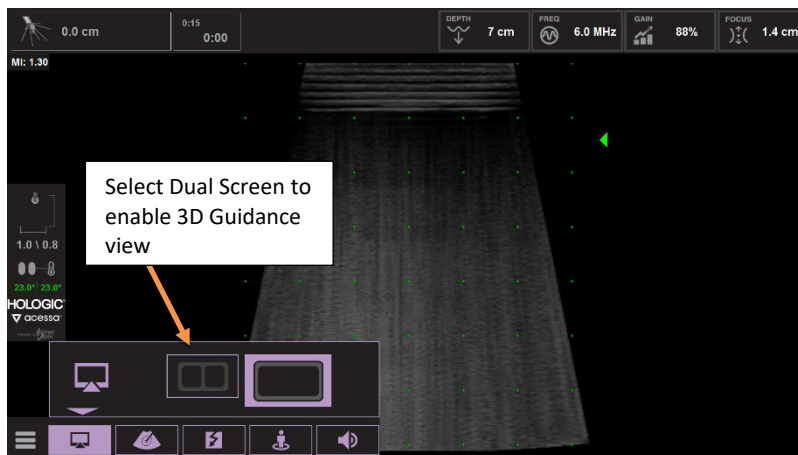 0.0 cm
0:15
0:00
DEPTH
7 cm
FREQ
6.0 MHz
GAIN
88%
FOCUS
1.4 cm
MI: 1.30
Select Dual Screen to
enable 3D Guidance
view
1.0 \ 0.8
23.0° 23.0°
HOLOGIC
acessa